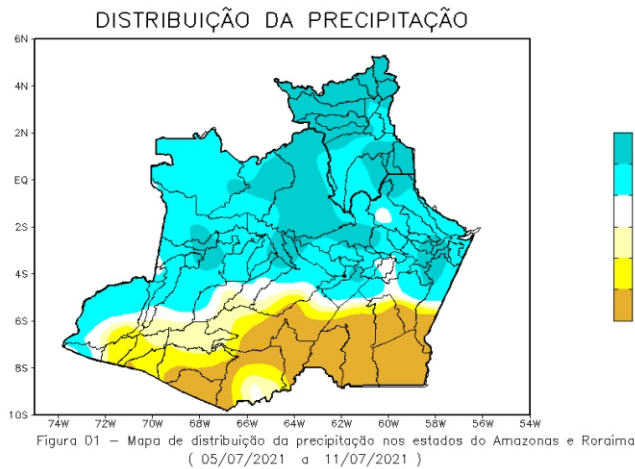 DISTRIBUIÇÃO DA PRECIPITAÇÃO
6N
4N
2N
EQ
2S
4S
6S
8S
10S
74W 72W 70W 68W 66W 64W 62W 60W 58W 56W 54W
Figura 01 – Mapa de distribuição da precipitação nos estados do Amazonas e Roraima
( 05/07/2021 a 11/07/2021 )